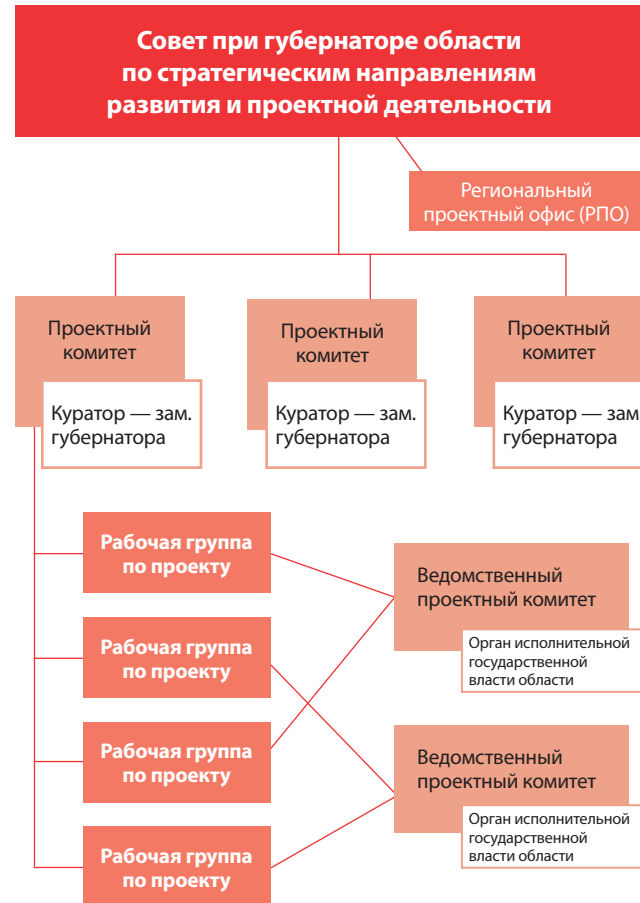 Совет при губернаторе области
по стратегическим направлениям
развития и проектной деятельности
Региональный
проектный офис (РПО)
Проектный
комитет
Куратор — зам.
губернатора
Проектный
комитет
Куратор — зам.
губернатора
Проектный
комитет
Куратор — зам.
губернатора
Рабочая группа
по проекту
Рабочая группа
по проекту
Рабочая группа
по проекту
Рабочая группа
по проекту
Ведомственный
проектный комитет
Орган исполнительной
государственной
власти области
Ведомственный
проектный комитет
Орган исполнительной
государственной
власти области